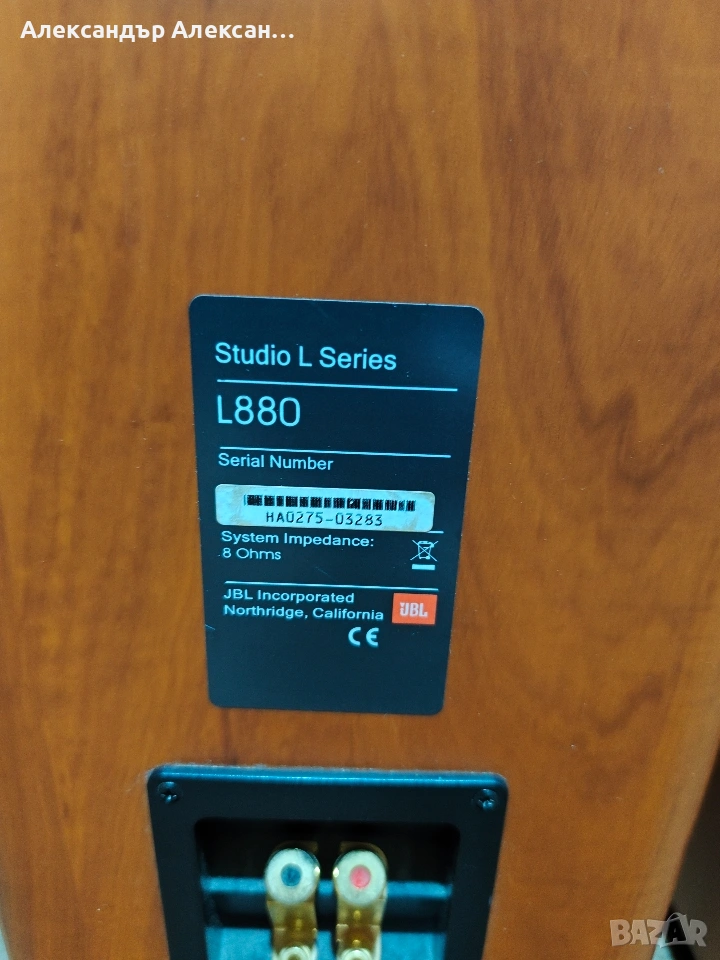 Александър Алексан...
Studio L Series
L880
Serial Number
HA0275-03283
System Impedance:
8 Ohms
JBL Incorporated
Northridge, California
JBL
CE
BAZAR